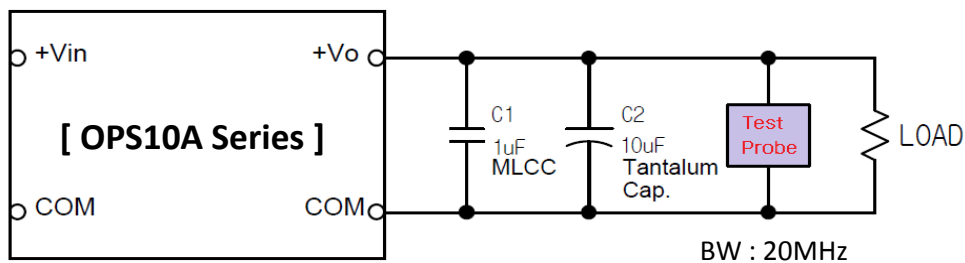 +Vin
+Vo
[ OPS10A Series ]
COM
COM
C1
1uF
MLCC
C2
10uF
Tantalum
Cap.
Test
Probe
LOAD
BW : 20MHz